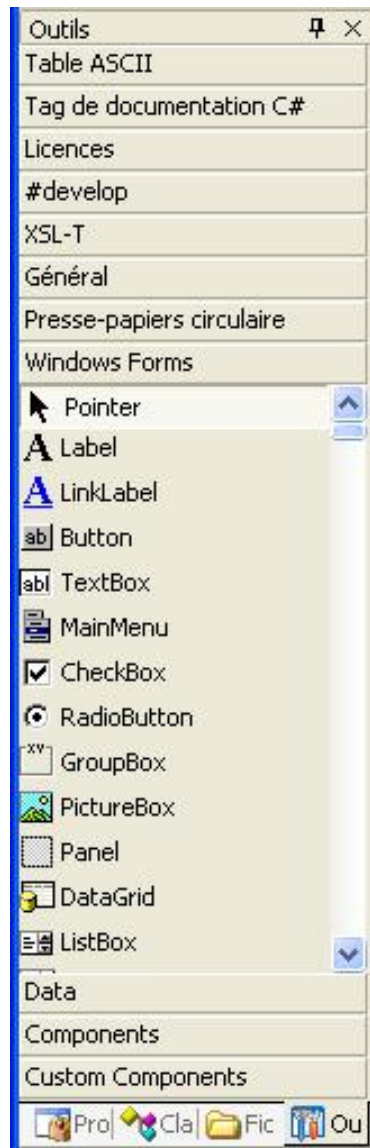 Outils
Table ASCII
Tag de documentation C#
Licences
#develop
XSL-T
Général
Presse-papiers circulaire
Windows Forms
Pointer
A Label
A LinkLabel
ab Button
abl TextBox
MainMenu
CheckBox
RadioButton
XY GroupBox
PictureBox
Panel
DataGrid
ListBox
Data
Components
Custom Components
Pro Cla Fic Ou